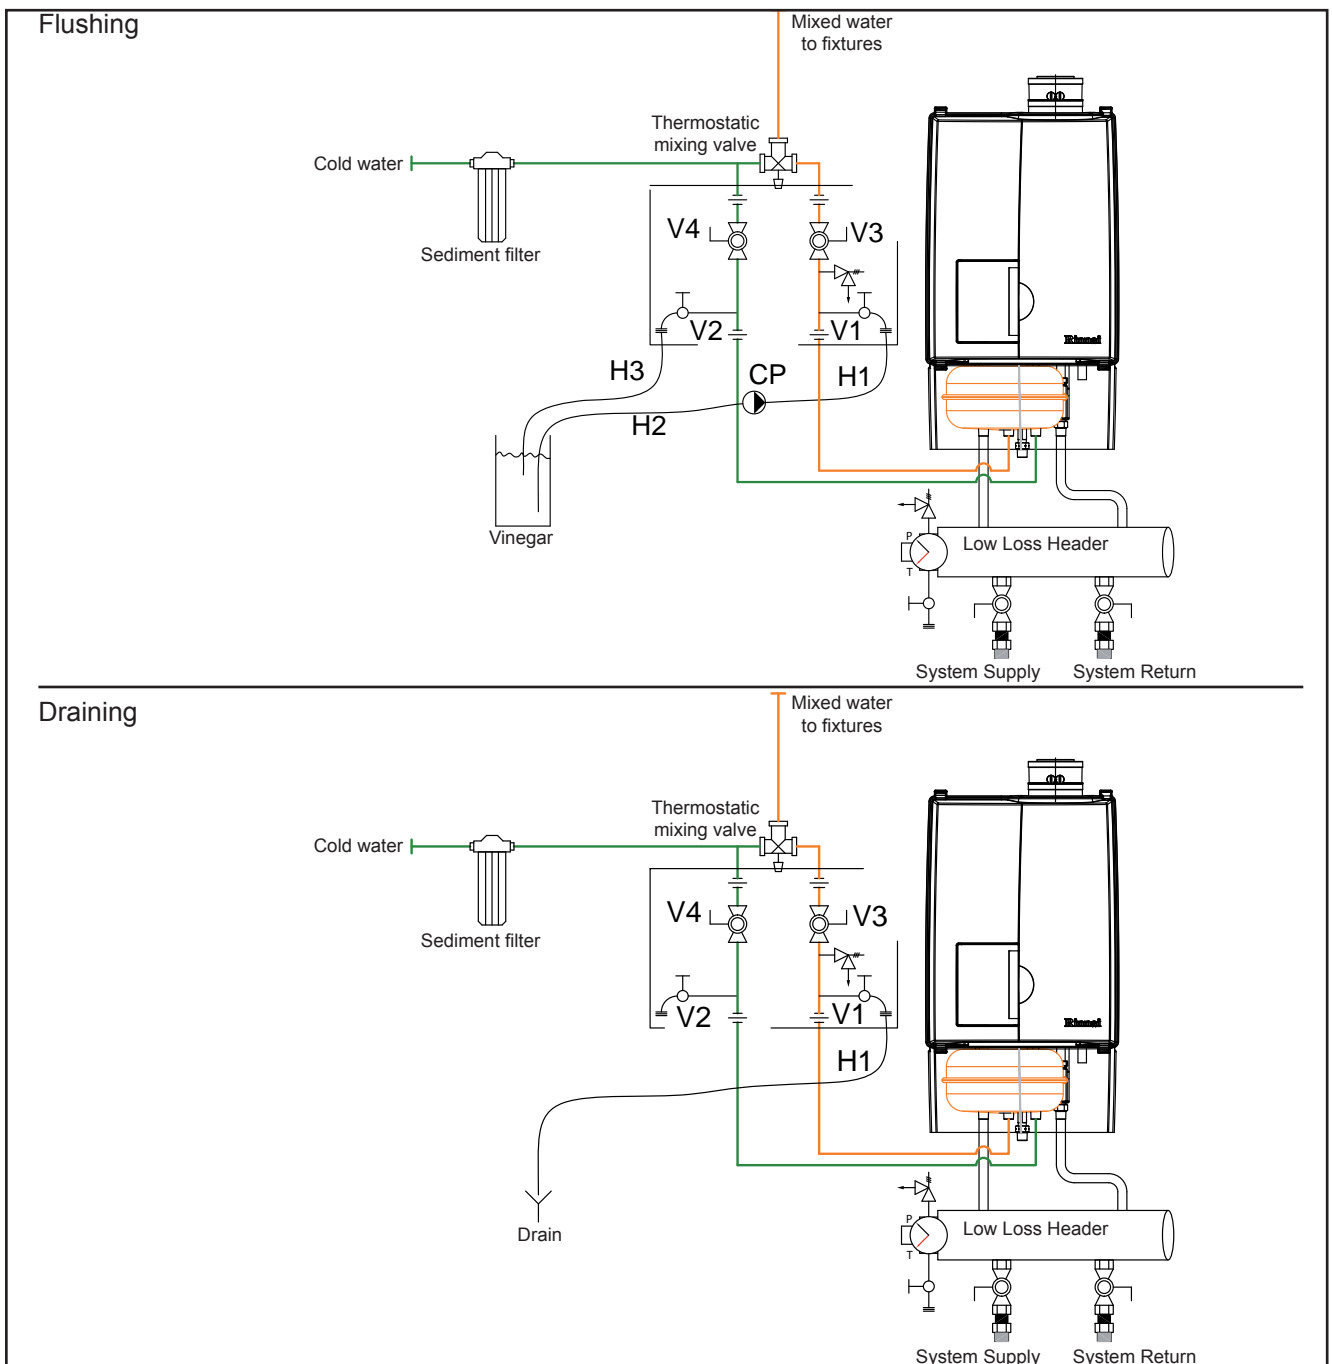 Flushing
Mixed water
to fixtures
Thermostatic
mixing valve
Cold water
Sediment filter
V4
V3
V2
V1
Rinnai
H3
CP
H1
H2
Vinegar
P
T
Low Loss Header
System Supply
System Return
Draining
Mixed water
to fixtures
Thermostatic
mixing valve
Cold water
Sediment filter
V4
V3
V2
V1
Rinnai
H1
Drain
P
T
Low Loss Header
System Supply
System Return